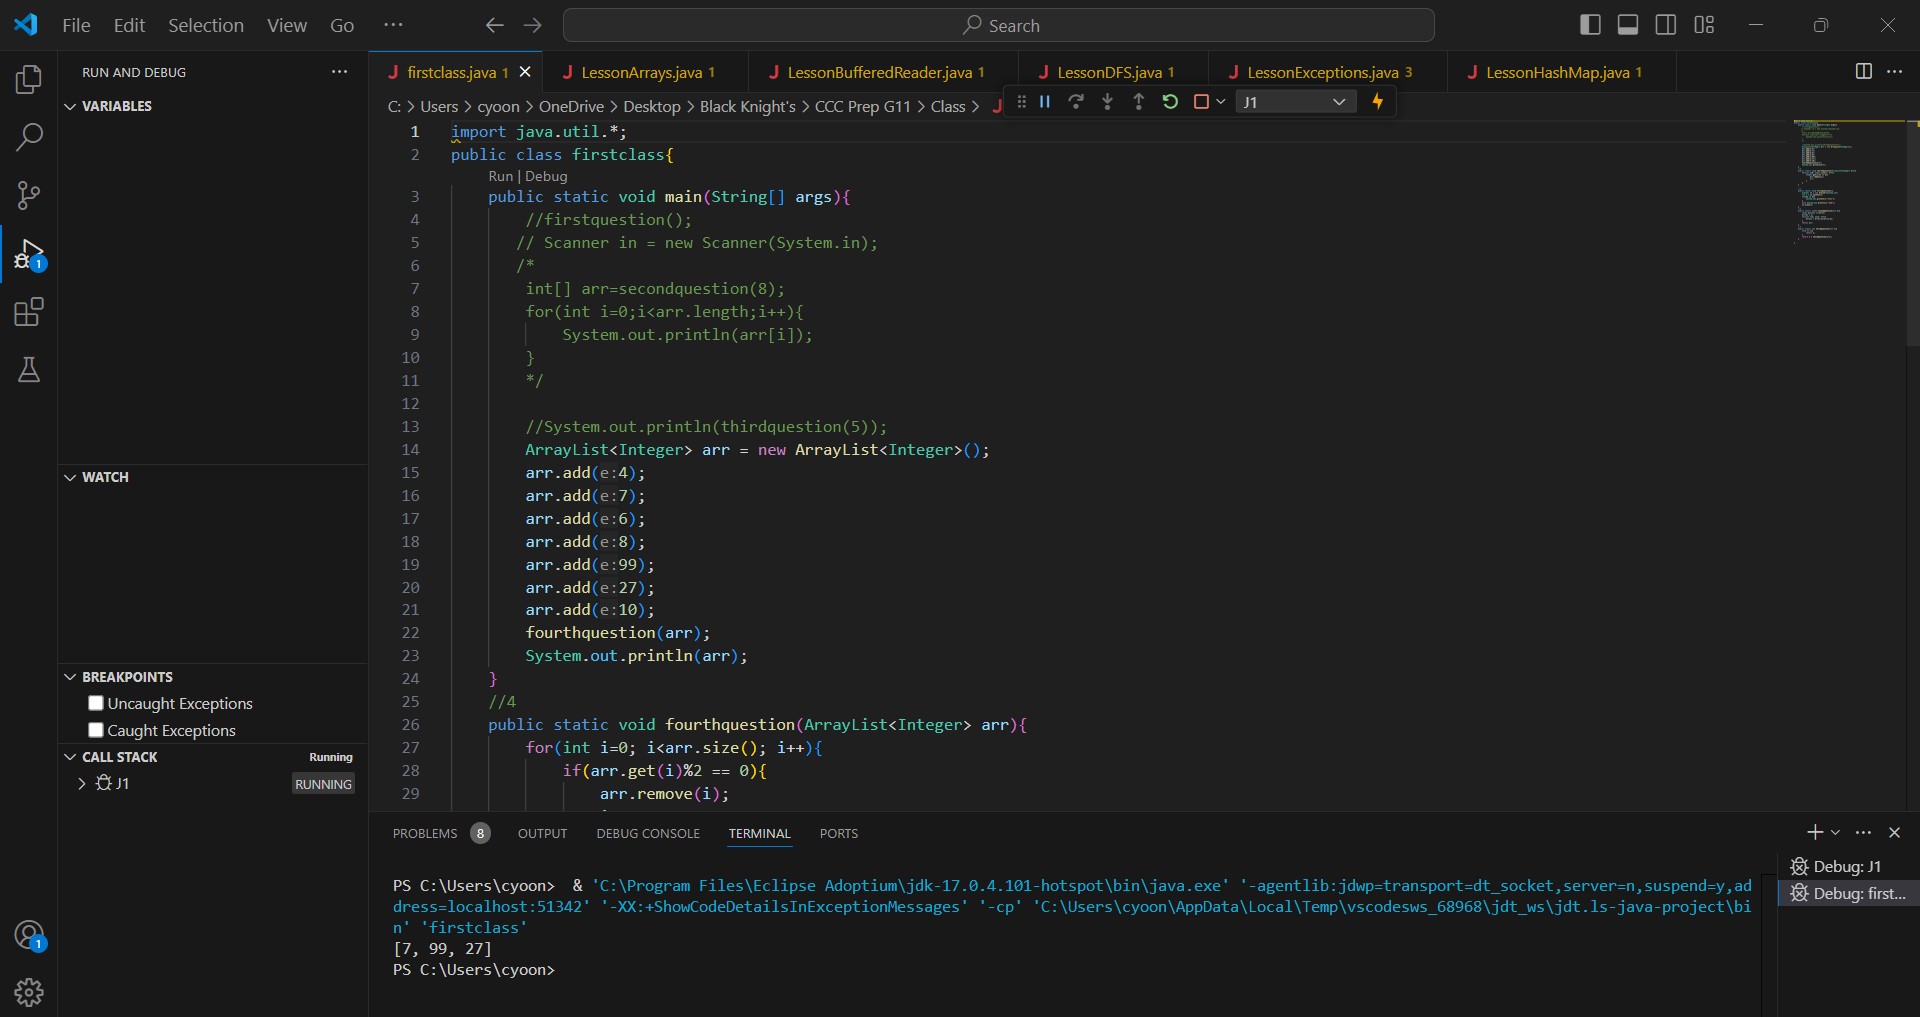 File Edit Selection View Go ··· Search
RUN AND DEBUG ···
VARIABLES
WATCH
BREAKPOINTS
Uncaught Exceptions
Caught Exceptions
CALL STACK Running
J1 RUNNING
1
1
firstclass.java 1 LessonArrays.java 1 LessonBufferedReader.java 1 LessonDFS.java 1 LessonExceptions.java 3 LessonHashMap.java 1
C: > Users > cyoon > OneDrive > Desktop > Black Knight's > CCC Prep G11 > Class >
J1
1 import java.util.*;
2 public class firstclass{
Run | Debug
3 public static void main(String[] args){
4 //firstquestion();
5 // Scanner in = new Scanner(System.in);
6 /*
7 int[] arr=secondquestion(8);
8 for(int i=0;i<arr.length;i++){
9 System.out.println(arr[i]);
10 }
11 */
12
13 //System.out.println(thirdquestion(5));
14 ArrayList<Integer> arr = new ArrayList<Integer>();
15 arr.add(e:4);
16 arr.add(e:7);
17 arr.add(e:6);
18 arr.add(e:8);
19 arr.add(e:99);
20 arr.add(e:27);
21 arr.add(e:10);
22 fourthquestion(arr);
23 System.out.println(arr);
24 }
25 //4
26 public static void fourthquestion(ArrayList<Integer> arr){
27 for(int i=0; i<arr.size(); i++){
28 if(arr.get(i)%2 == 0){
29 arr.remove(i);
PROBLEMS 8 OUTPUT DEBUG CONSOLE TERMINAL PORTS
PS C:\Users\cyoon> & 'C:\Program Files\Eclipse Adoptium\jdk-17.0.4.101-hotspot\bin\java.exe' '-agentlib:jdwp=transport=dt_socket,server=n,suspend=y,ad
dress=localhost:51342' '-XX:+ShowCodeDetailsInExceptionMessages' '-cp' 'C:\Users\cyoon\AppData\Local\Temp\vscodesws_68968\jdt_ws\jdt.ls-java-project\bi
n' 'firstclass'
[7, 99, 27]
PS C:\Users\cyoon>
Debug: J1
Debug: first...